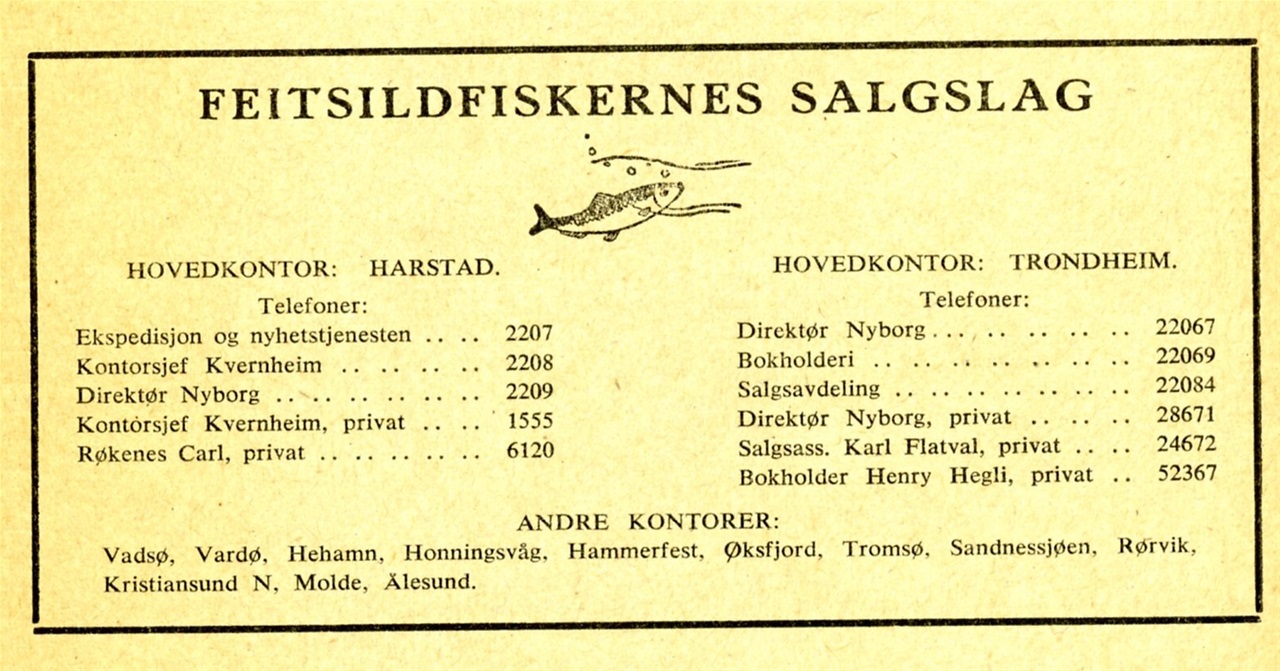 FEITSILDFISKERNES SALGSLAG
HOVEDKONTOR: HARSTAD.
Telefoner:
Ekspedisjon og nyhetstjenesten .. .. 2207
Kontorsjef Kvernheim .. .. .. .. 2208
Direktør Nyborg .. .. .. .. .. .. 2209
Kontorsjef Kvernheim, privat .. .. 1555
Røkenes Carl, privat .. .. .. .. .. 6120
HOVEDKONTOR: TRONDHEIM.
Telefoner:
Direktør Nyborg ... .. .. .. .. .. 22067
Bokholderi .. .. .. .. .. .. .. 22069
Salgsavdeling .. .. .. .. .. .. .. 22084
Direktør Nyborg, privat .. .. .. .. 28671
Salgsass. Karl Flatval, privat .. .. 24672
Bokholder Henry Hegli, privat .. 52367
ANDRE KONTORER:
Vadsø, Vardø, Hehamn, Honningsvåg, Hammerfest, Øksfjord, Tromsø, Sandnessjøen, Rørvik,
Kristiansund N, Molde, Ålesund.